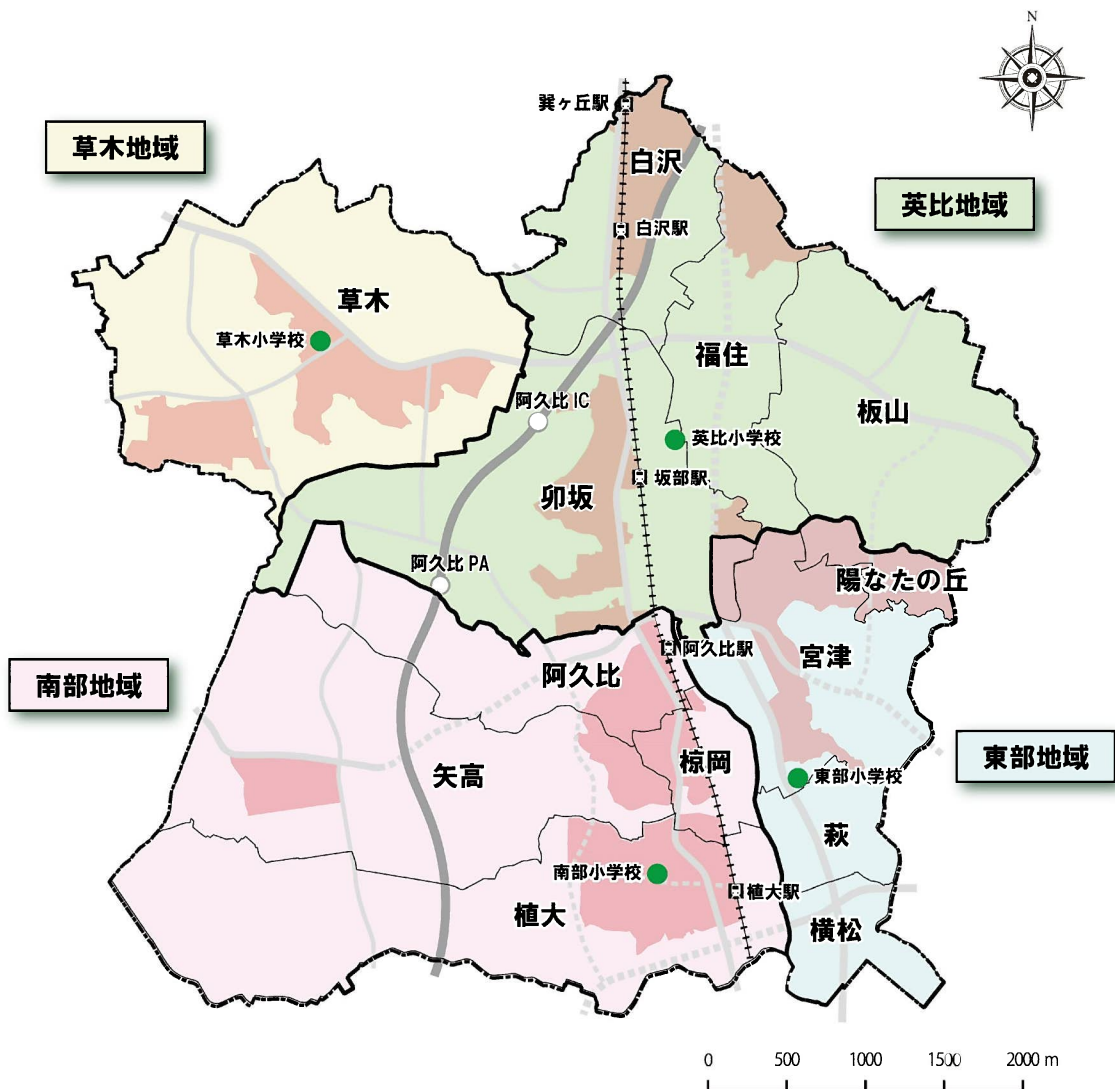 N
巽ヶ丘駅
草木地域
白沢
英比地域
白沢駅
草木
草木小学校
福住
阿久比 IC
板山
英比小学校
坂部駅
卯坂
阿久比 PA
陽なたの丘
阿久比駅
宮津
阿久比
南部地域
東部地域
矢高
椋岡
東部小学校
萩
南部小学校
植大駅
植大
横松
0 500 1000 1500 2000 m